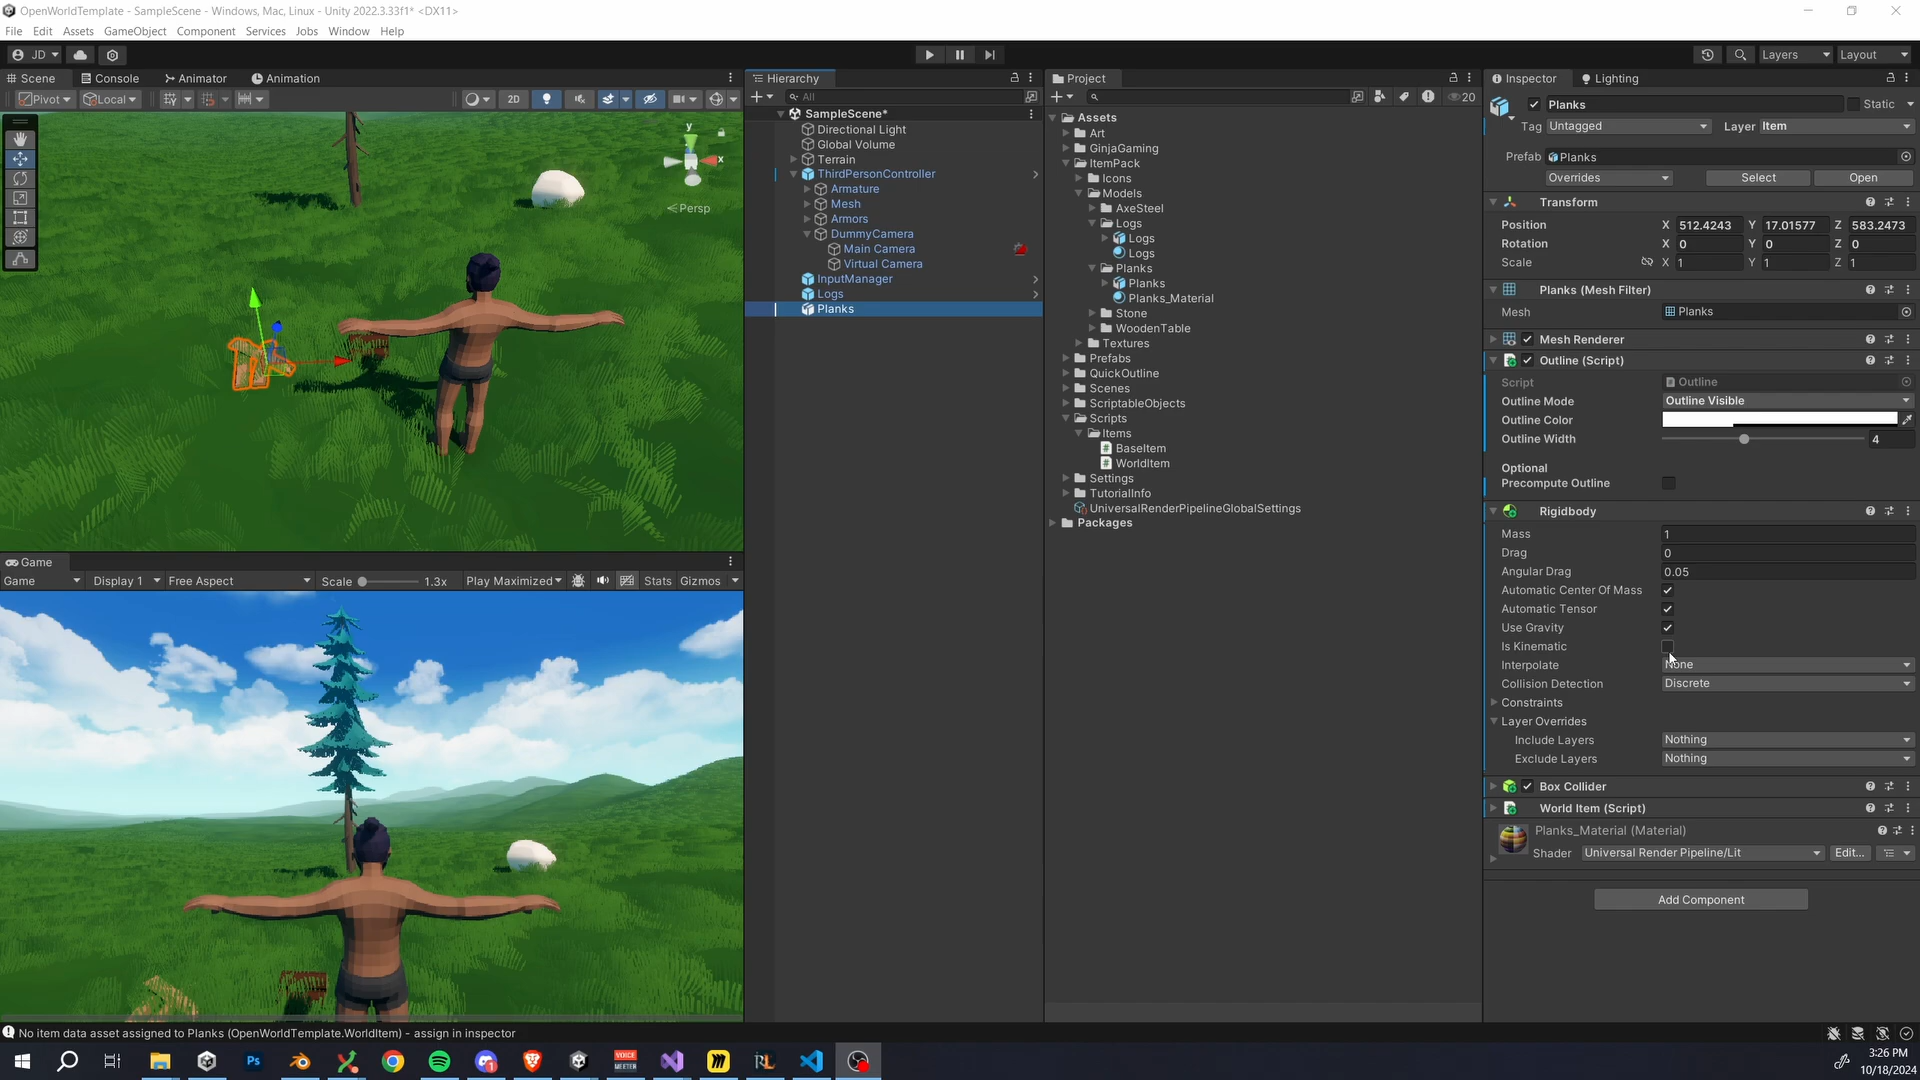 OpenWorldTemplate - SampleScene - Windows, Mac, Linux - Unity 2022.3.33f1* <DX11>
File Edit Assets GameObject Component Services Jobs Window Help
JD Layers Layout
Scene Console Animator Animation
Pivot Local 2D
y
x
Persp
Game
Game Display 1 Free Aspect Scale 1.3x Play Maximized Stats Gizmos
Hierarchy
All
SampleScene*
Directional Light
Global Volume
Terrain
ThirdPersonController
Armature
Mesh
Armors
DummyCamera
Main Camera
Virtual Camera
InputManager
Logs
Planks
Project
20
Assets
Art
GinjaGaming
ItemPack
Icons
Models
AxeSteel
Logs
Logs
Logs
Planks
Planks
Planks_Material
Stone
WoodenTable
Textures
Prefabs
QuickOutline
Scenes
ScriptableObjects
Scripts
Items
BaseItem
WorldItem
Settings
TutorialInfo
UniversalRenderPipelineGlobalSettings
Packages
Inspector Lighting
Planks Static
Tag Untagged Layer Item
Prefab Planks
Overrides Select Open
Transform
Position X 512.4243 Y 17.01577 Z 583.2473
Rotation X 0 Y 0 Z 0
Scale X 1 Y 1 Z 1
Planks (Mesh Filter)
Mesh Planks
Mesh Renderer
Outline (Script)
Script Outline
Outline Mode Outline Visible
Outline Color
Outline Width 4
Optional
Precompute Outline
Rigidbody
Mass 1
Drag 0
Angular Drag 0.05
Automatic Center Of Mass
Automatic Tensor
Use Gravity
Is Kinematic
Interpolate None
Collision Detection Discrete
Constraints
Layer Overrides
Include Layers Nothing
Exclude Layers Nothing
Box Collider
World Item (Script)
Planks_Material (Material)
Shader Universal Render Pipeline/Lit Edit...
Add Component
No item data asset assigned to Planks (OpenWorldTemplate.WorldItem) - assign in inspector
Ps
VOICE
MEETER
3:26 PM
10/18/2024